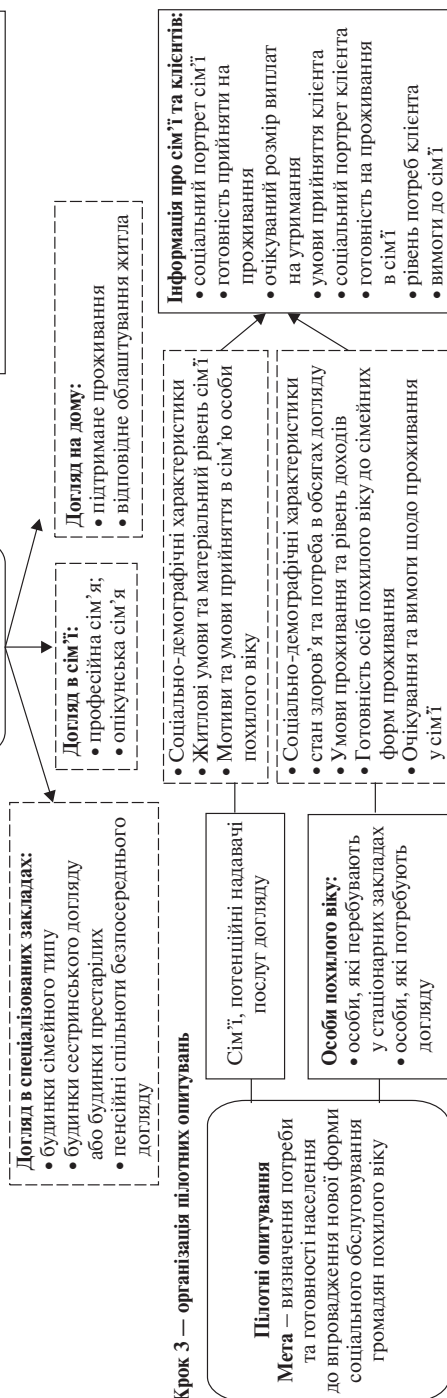 Догляд в спеціалізованих закладах:
• будинки сімейного типу
• будинки сестринського догляду
або будинки престарілих
• пенсійні спільноти безпосереднього
догляду
Догляд в сім’ї:
• професійна сім’я;
• опікунська сім’я
Догляд на дому:
• підтримане проживання
• відповідне облаштування житла
Крок 3 — організація пілотних опитувань
Пілотні опитування
Мета – визначення потреби
та готовності населення
до впровадження нової форми
соціального обслуговування
громадян похилого віку
Сім’ї, потенційні надавачі
послуг догляду
Особи похилого віку:
• особи, які перебувають
у стаціонарних закладах
• особи, які потребують
догляду
• Соціально-демографічні характеристики
• Житлові умови та матеріальний рівень сім’ї
• Мотиви та умови прийняття в сім’ю особи
похилого віку
• Соціально-демографічні характеристики
• стан здоров’я та потреба в обсягах догляду
• Умови проживання та рівень доходів
• Готовність осіб похилого віку до сімейних
форм проживання
• Очікування та вимоги щодо проживання
у сім’ї
Інформація про сім’ї та клієнтів:
• соціальний портрет сім’ї
• готовність прийняти на
проживання
• очікуваний розмір виплат
на утримання
• умови прийняття клієнта
• соціальний портрет клієнта
• готовність на проживання
в сім’ї
• рівень потреб клієнта
• вимоги до сім’ї